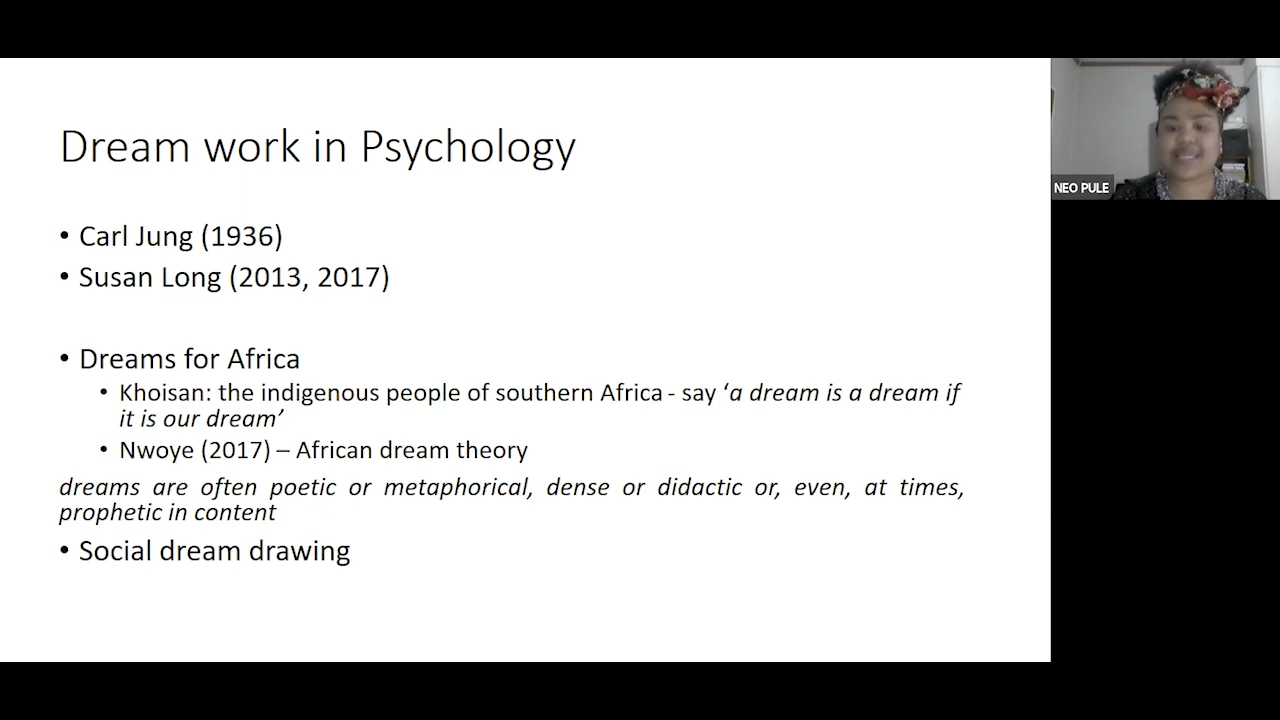 Dream work in Psychology
• Carl Jung (1936)
• Susan Long (2013, 2017)
• Dreams for Africa
• Khoisan: the indigenous people of southern Africa - say ‘a dream is a dream if
it is our dream’
• Nwoye (2017) – African dream theory
dreams are often poetic or metaphorical, dense or didactic or, even, at times,
prophetic in content
• Social dream drawing
NEO PULE